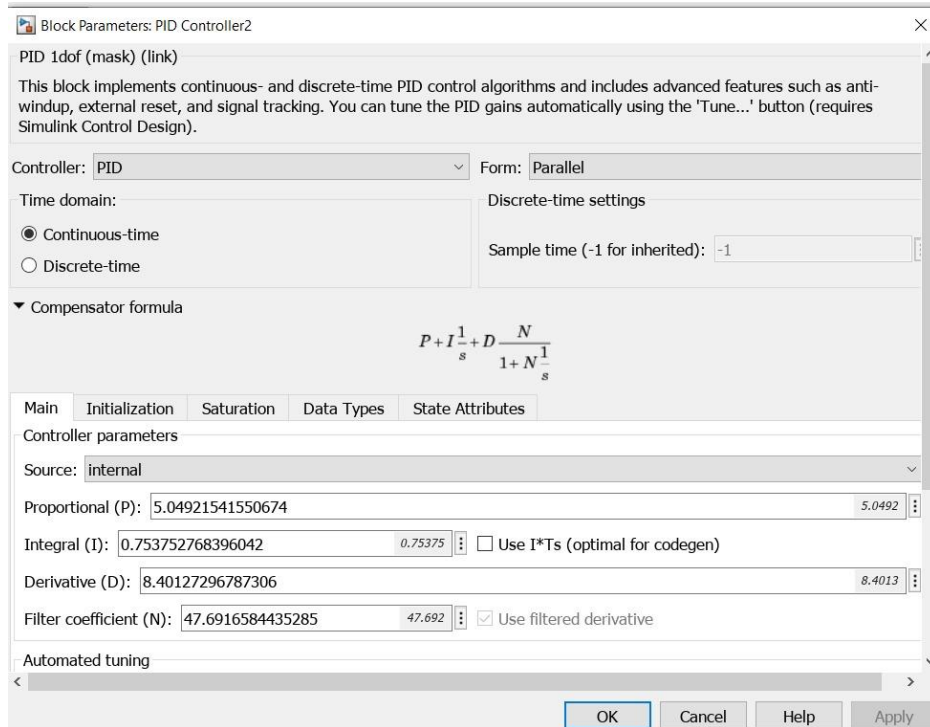 Block Parameters: PID Controller2
PID 1dof (mask) (link)
This block implements continuous- and discrete-time PID control algorithms and includes advanced features such as anti-
windup, external reset, and signal tracking. You can tune the PID gains automatically using the 'Tune...' button (requires
Simulink Control Design).
Controller: PID Form: Parallel
Time domain: Discrete-time settings
Continuous-time
Sample time (-1 for inherited): -1
Discrete-time
Compensator formula
P + I 1/s + D N/(1 + N 1/s)
Main Initialization Saturation Data Types State Attributes
Controller parameters
Source: internal
Proportional (P): 5.04921541550674 5.0492
Integral (I): 0.753752768396042 0.75375 Use I*Ts (optimal for codegen)
Derivative (D): 8.40127296787306 8.4013
Filter coefficient (N): 47.6916584435285 47.692 Use filtered derivative
Automated tuning
OK Cancel Help Apply